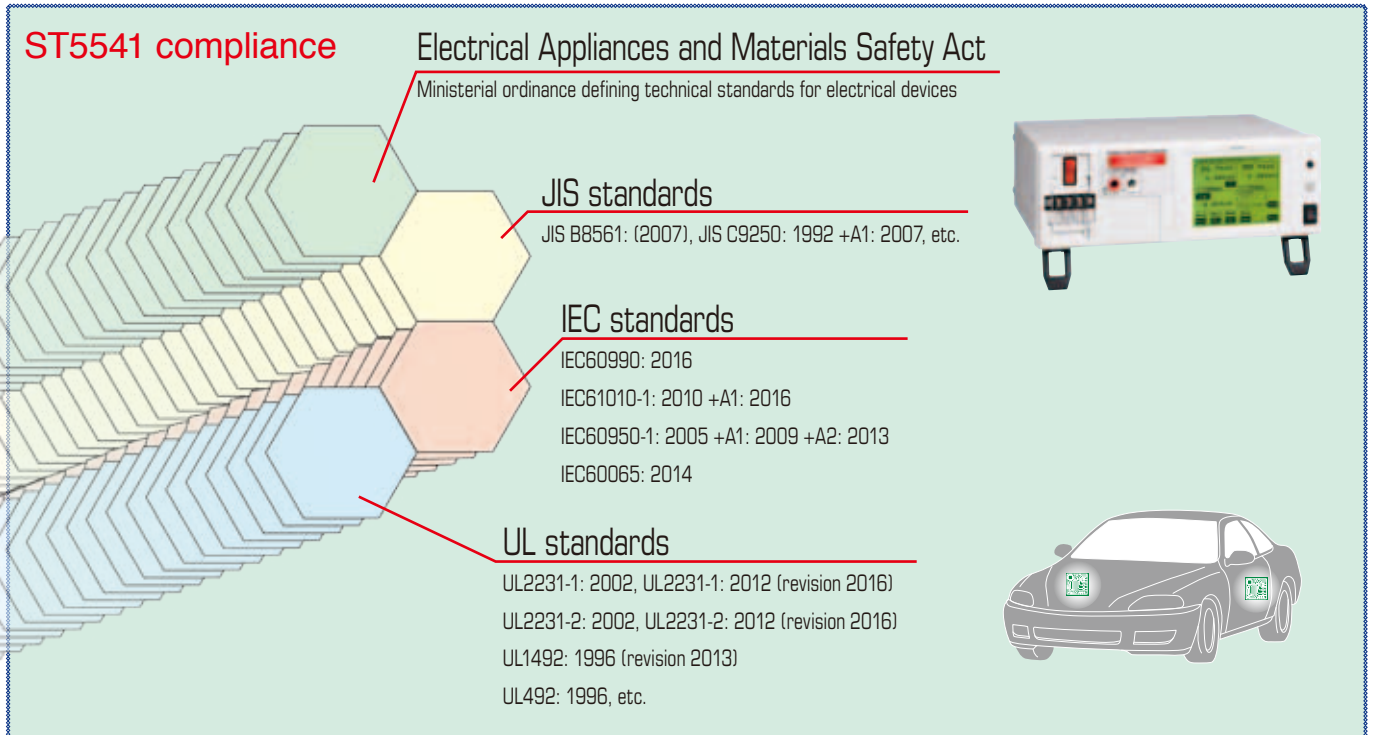 ST5541 compliance
Electrical Appliances and Materials Safety Act
Ministerial ordinance defining technical standards for electrical devices
JIS standards
JIS B8561: (2007), JIS C9250: 1992 +A1: 2007, etc.
IEC standards
IEC60990: 2016
IEC61010-1: 2010 +A1: 2016
IEC60950-1: 2005 +A1: 2009 +A2: 2013
IEC60065: 2014
UL standards
UL2231-1: 2002, UL2231-1: 2012 (revision 2016)
UL2231-2: 2002, UL2231-2: 2012 (revision 2016)
UL1492: 1996 (revision 2013)
UL492: 1996, etc.